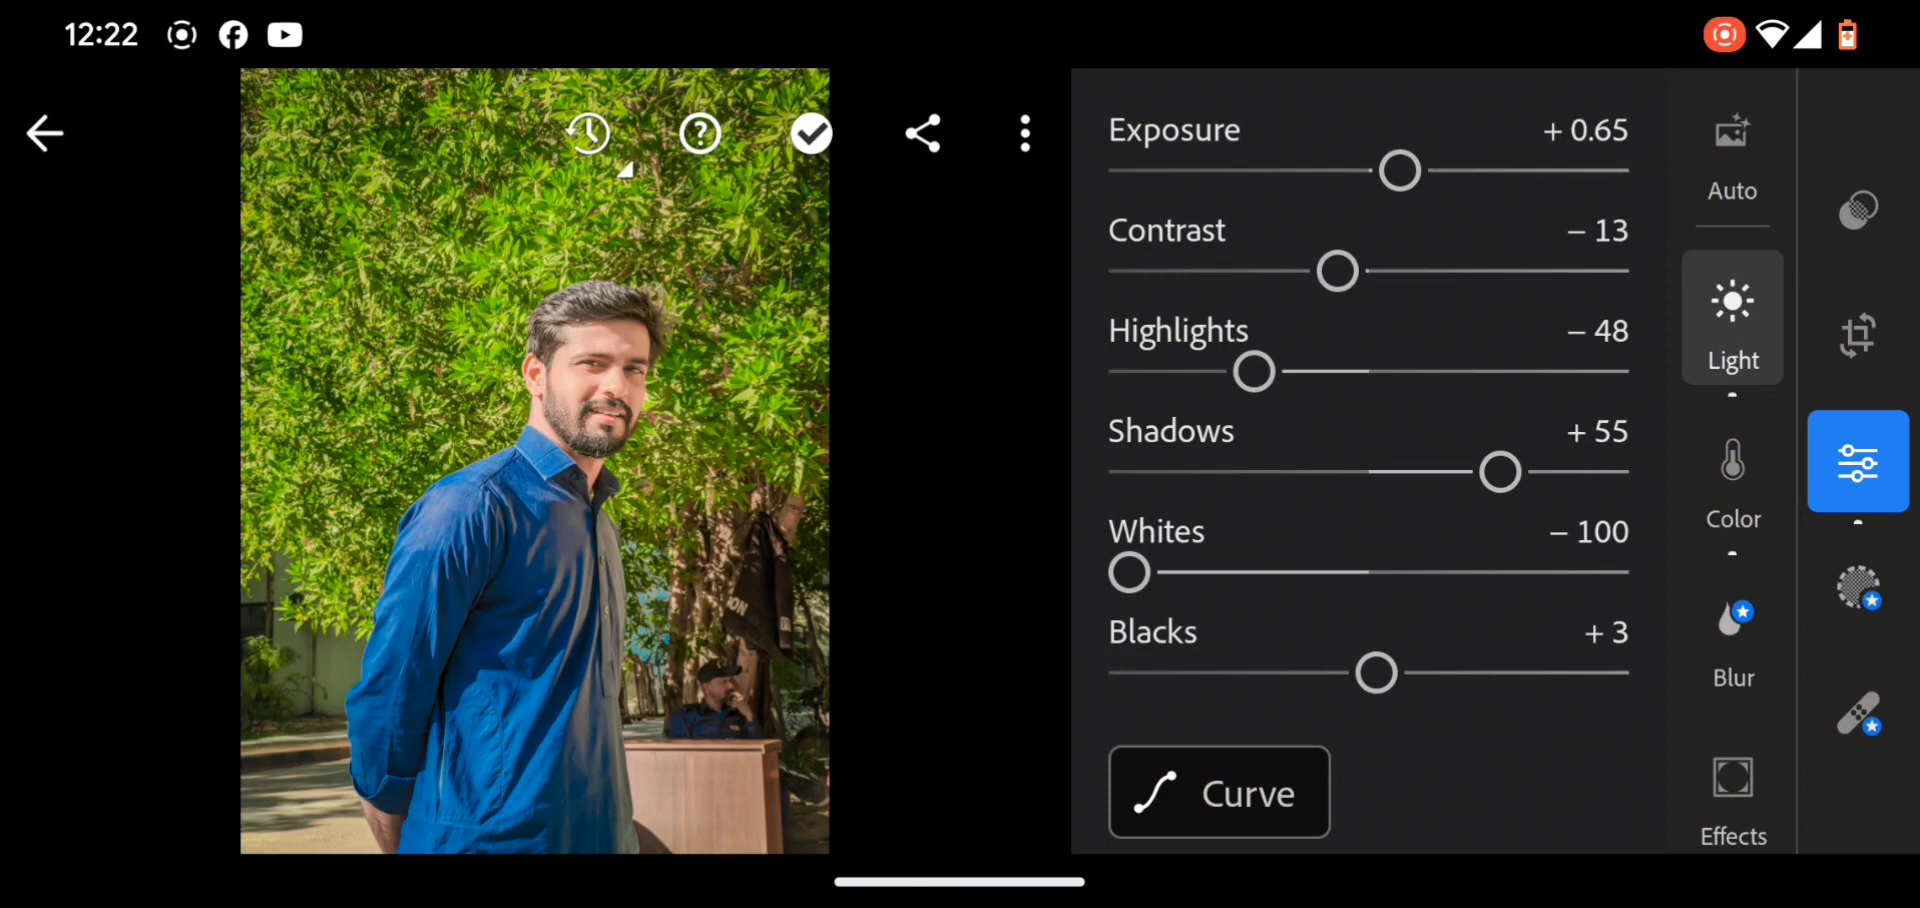 12:22
Exposure + 0.65
Contrast – 13
Highlights – 48
Shadows + 55
Whites – 100
Blacks + 3
Curve
Auto
Light
Color
Blur
Effects
ON